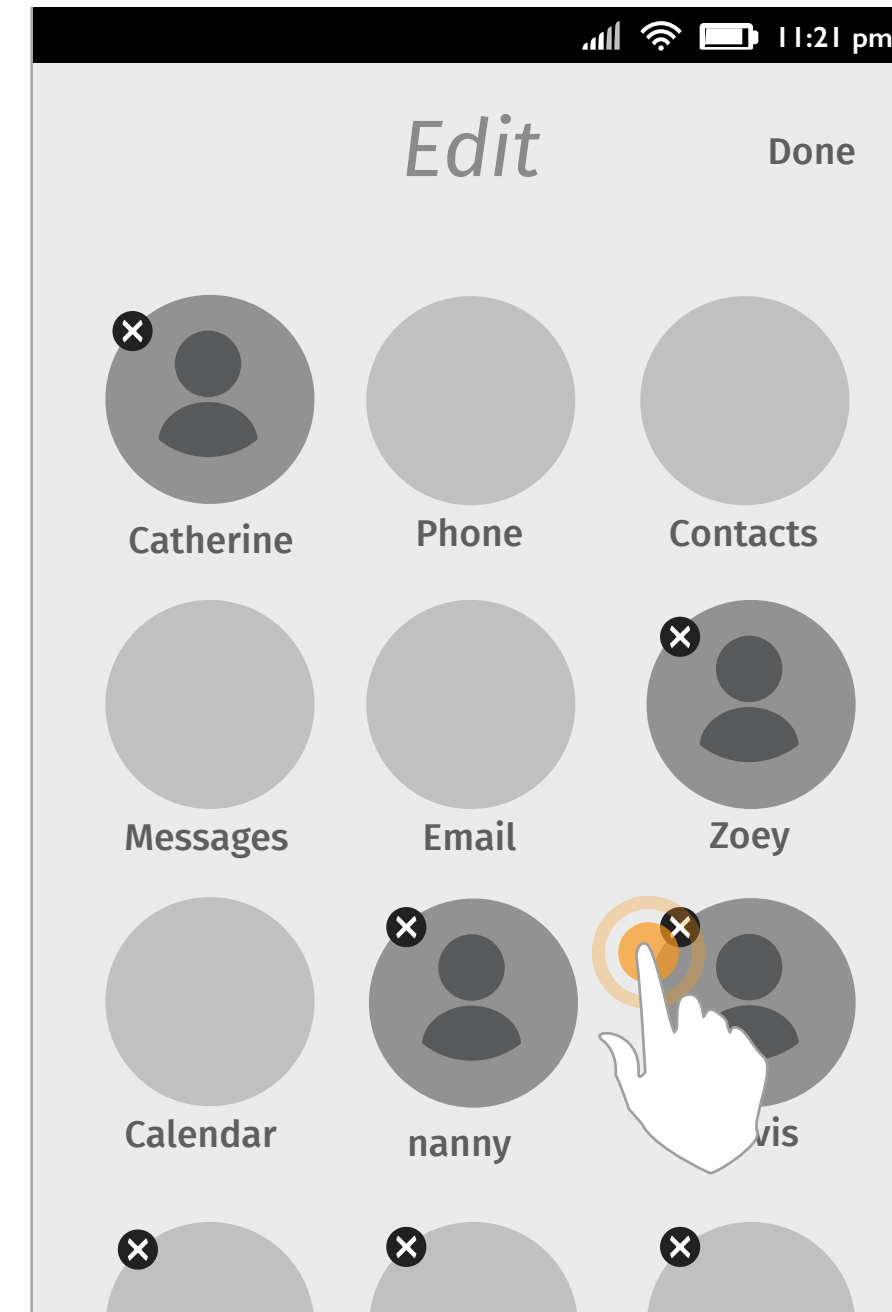 11:21 pm
Edit
Done
Catherine
Phone
Contacts
Messages
Email
Zoey
Calendar
nanny